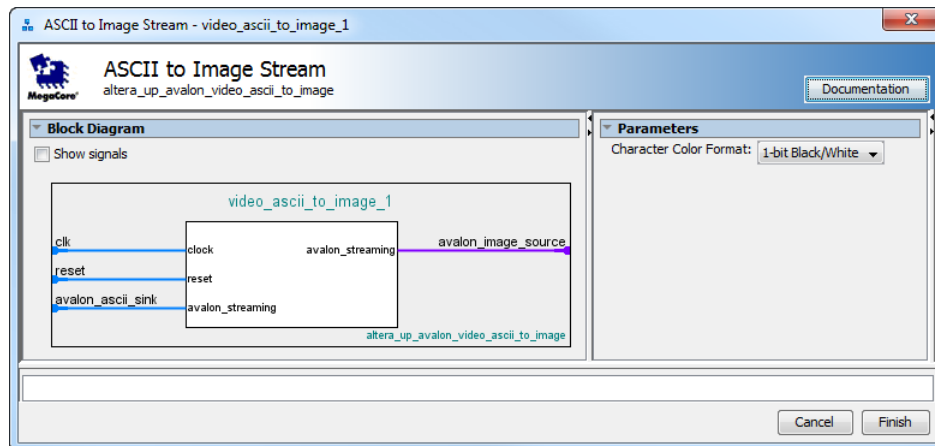 ASCII to Image Stream - video_ascii_to_image_1
ASCII to Image Stream
altera_up_avalon_video_ascii_to_image
MegaCore®
Documentation
Block Diagram
Show signals
video_ascii_to_image_1
clk
clock
avalon_streaming
avalon_image_source
reset
reset
avalon_ascii_sink
avalon_streaming
altera_up_avalon_video_ascii_to_image
Parameters
Character Color Format: 1-bit Black/White
Cancel
Finish